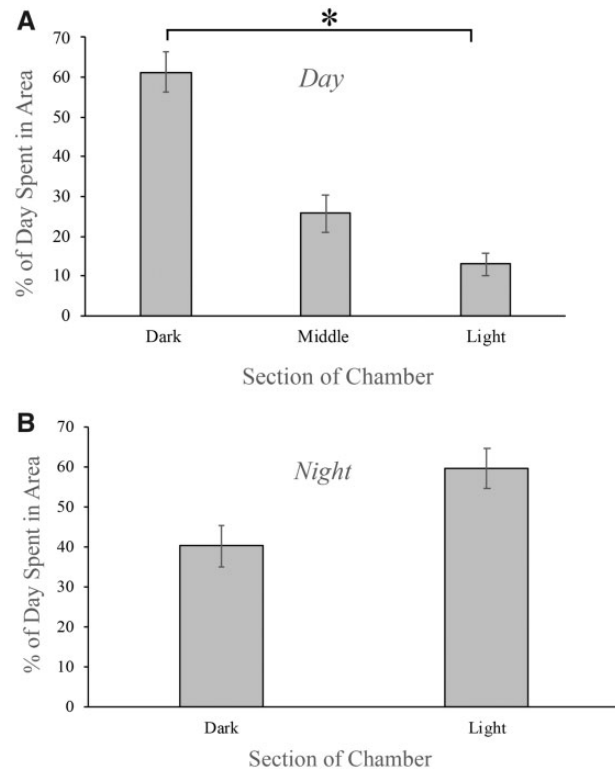 A
*
Day
% of Day Spent in Area
70
60
50
40
30
20
10
0
Dark Middle Light
Section of Chamber
B
Night
% of Day Spent in Area
70
60
50
40
30
20
10
0
Dark Light
Section of Chamber